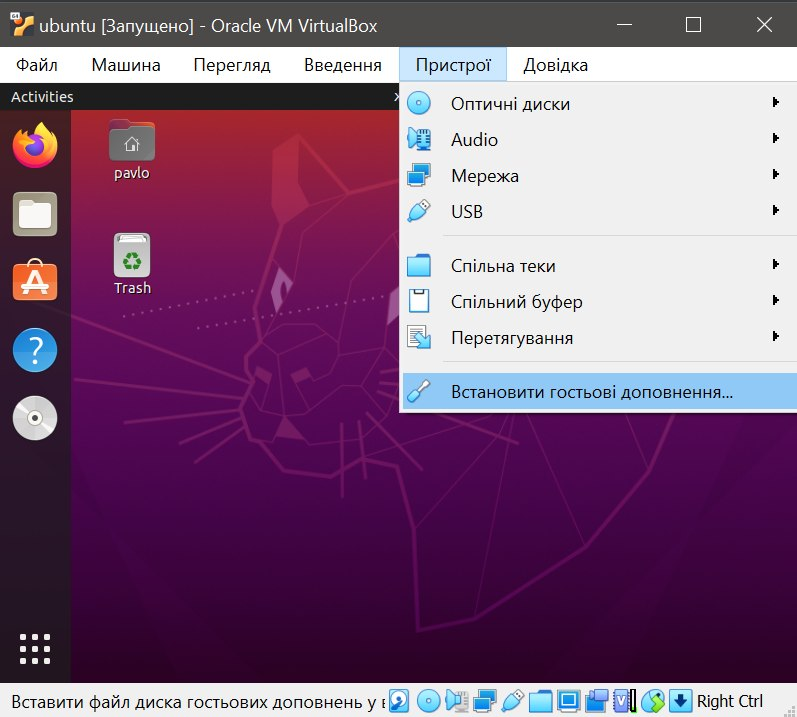 ubuntu [Запущено] - Oracle VM VirtualBox
Файл Машина Перегляд Введення Пристрої Довідка
Activities
Оптичні диски
Audio
Мережа
USB
Спільна теки
Спільний буфер
Перетягування
Встановити гостьові доповнення...
pavlo
Trash
Вставити файл диска гостьових доповнень у в
Right Ctrl